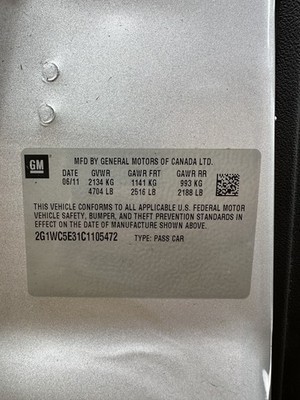 GM
MFD BY GENERAL MOTORS OF CANADA LTD.
DATE GVWR GAWR FRT GAWR RR
06/11 2134 KG 1141 KG 993 KG
4704 LB 2516 LB 2188 LB
THIS VEHICLE CONFORMS TO ALL APPLICABLE U.S. FEDERAL MOTOR
VEHICLE SAFETY, BUMPER, AND THEFT PREVENTION STANDARDS IN
EFFECT ON THE DATE OF MANUFACTURE SHOWN ABOVE.
2G1WC5E31C1105472 TYPE: PASS CAR